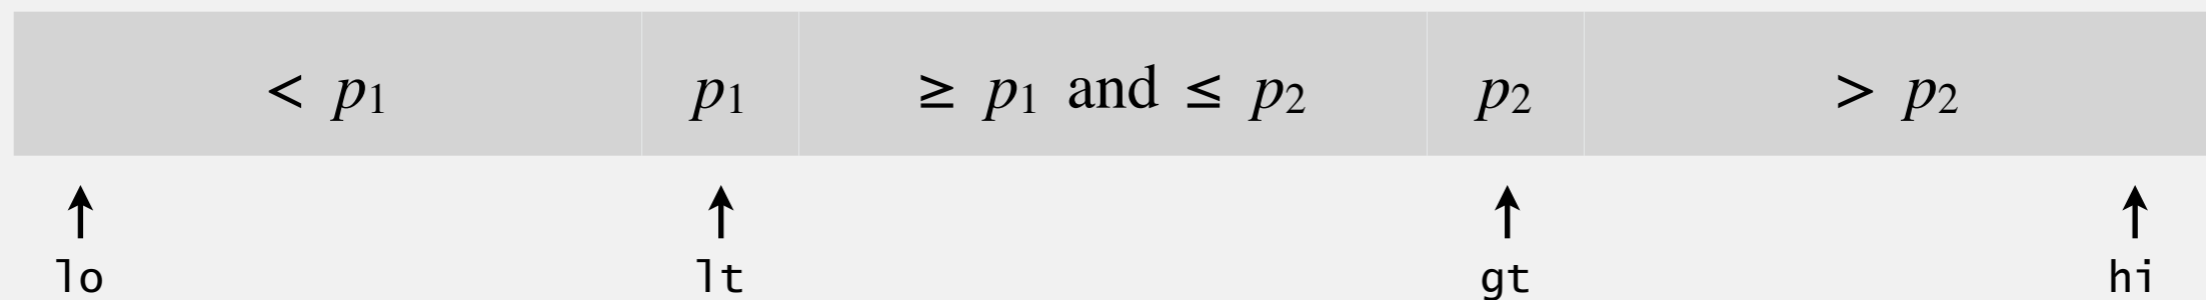 < p₁ p₁ ≥ p₁ and ≤ p₂ p₂ > p₂
lo lt gt hi